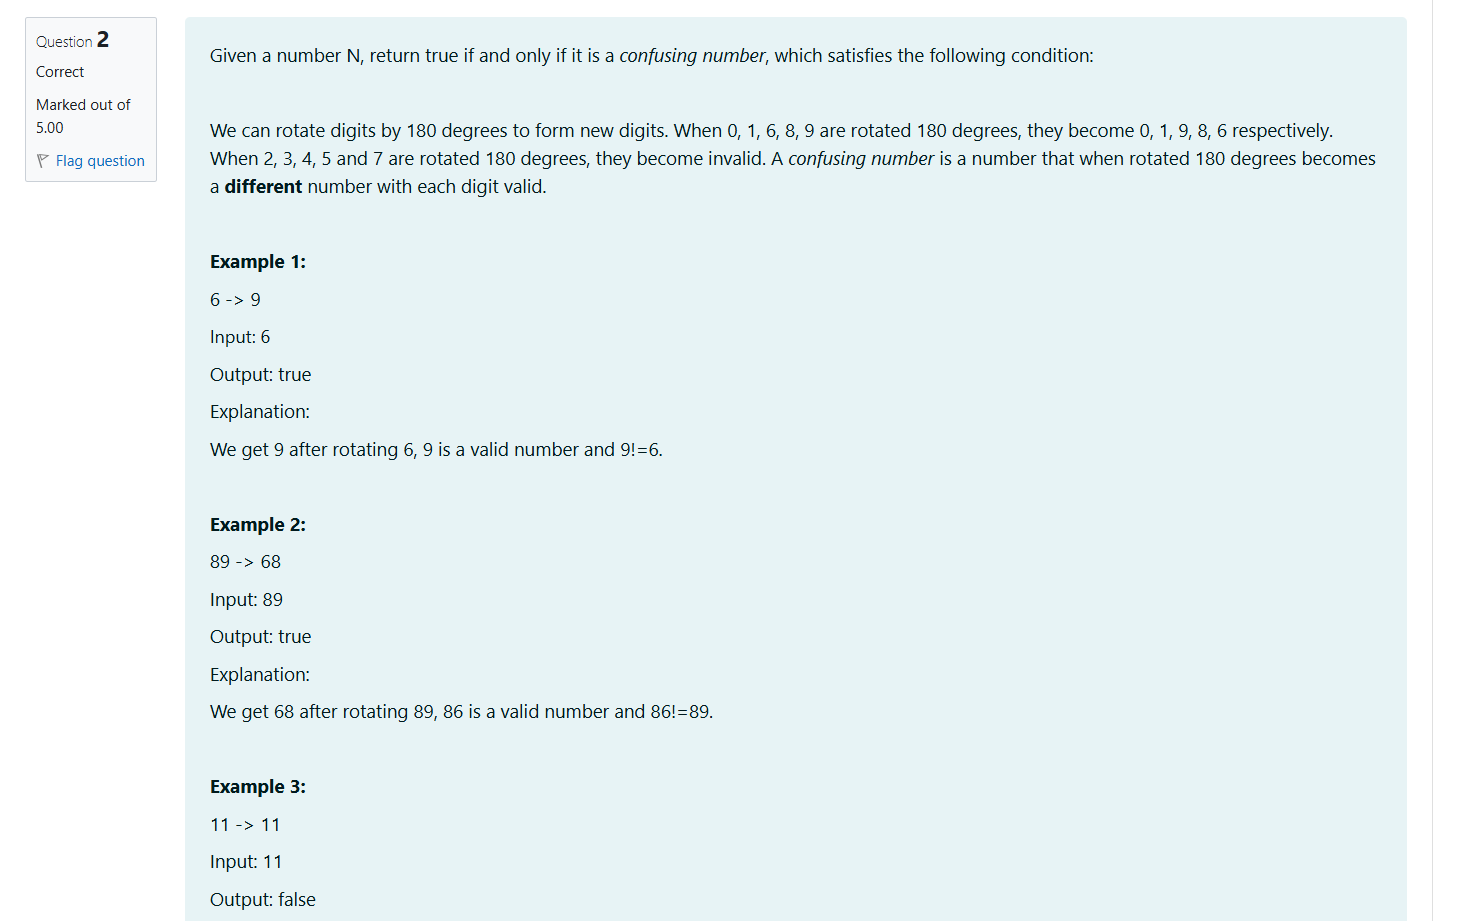 Question 2
Correct
Marked out of
5.00
Flag question
Given a number N, return true if and only if it is a confusing number, which satisfies the following condition:
We can rotate digits by 180 degrees to form new digits. When 0, 1, 6, 8, 9 are rotated 180 degrees, they become 0, 1, 9, 8, 6 respectively.
When 2, 3, 4, 5 and 7 are rotated 180 degrees, they become invalid. A confusing number is a number that when rotated 180 degrees becomes
a different number with each digit valid.
Example 1:
6 -> 9
Input: 6
Output: true
Explanation:
We get 9 after rotating 6, 9 is a valid number and 9!=6.
Example 2:
89 -> 68
Input: 89
Output: true
Explanation:
We get 68 after rotating 89, 86 is a valid number and 86!=89.
Example 3:
11 -> 11
Input: 11
Output: false